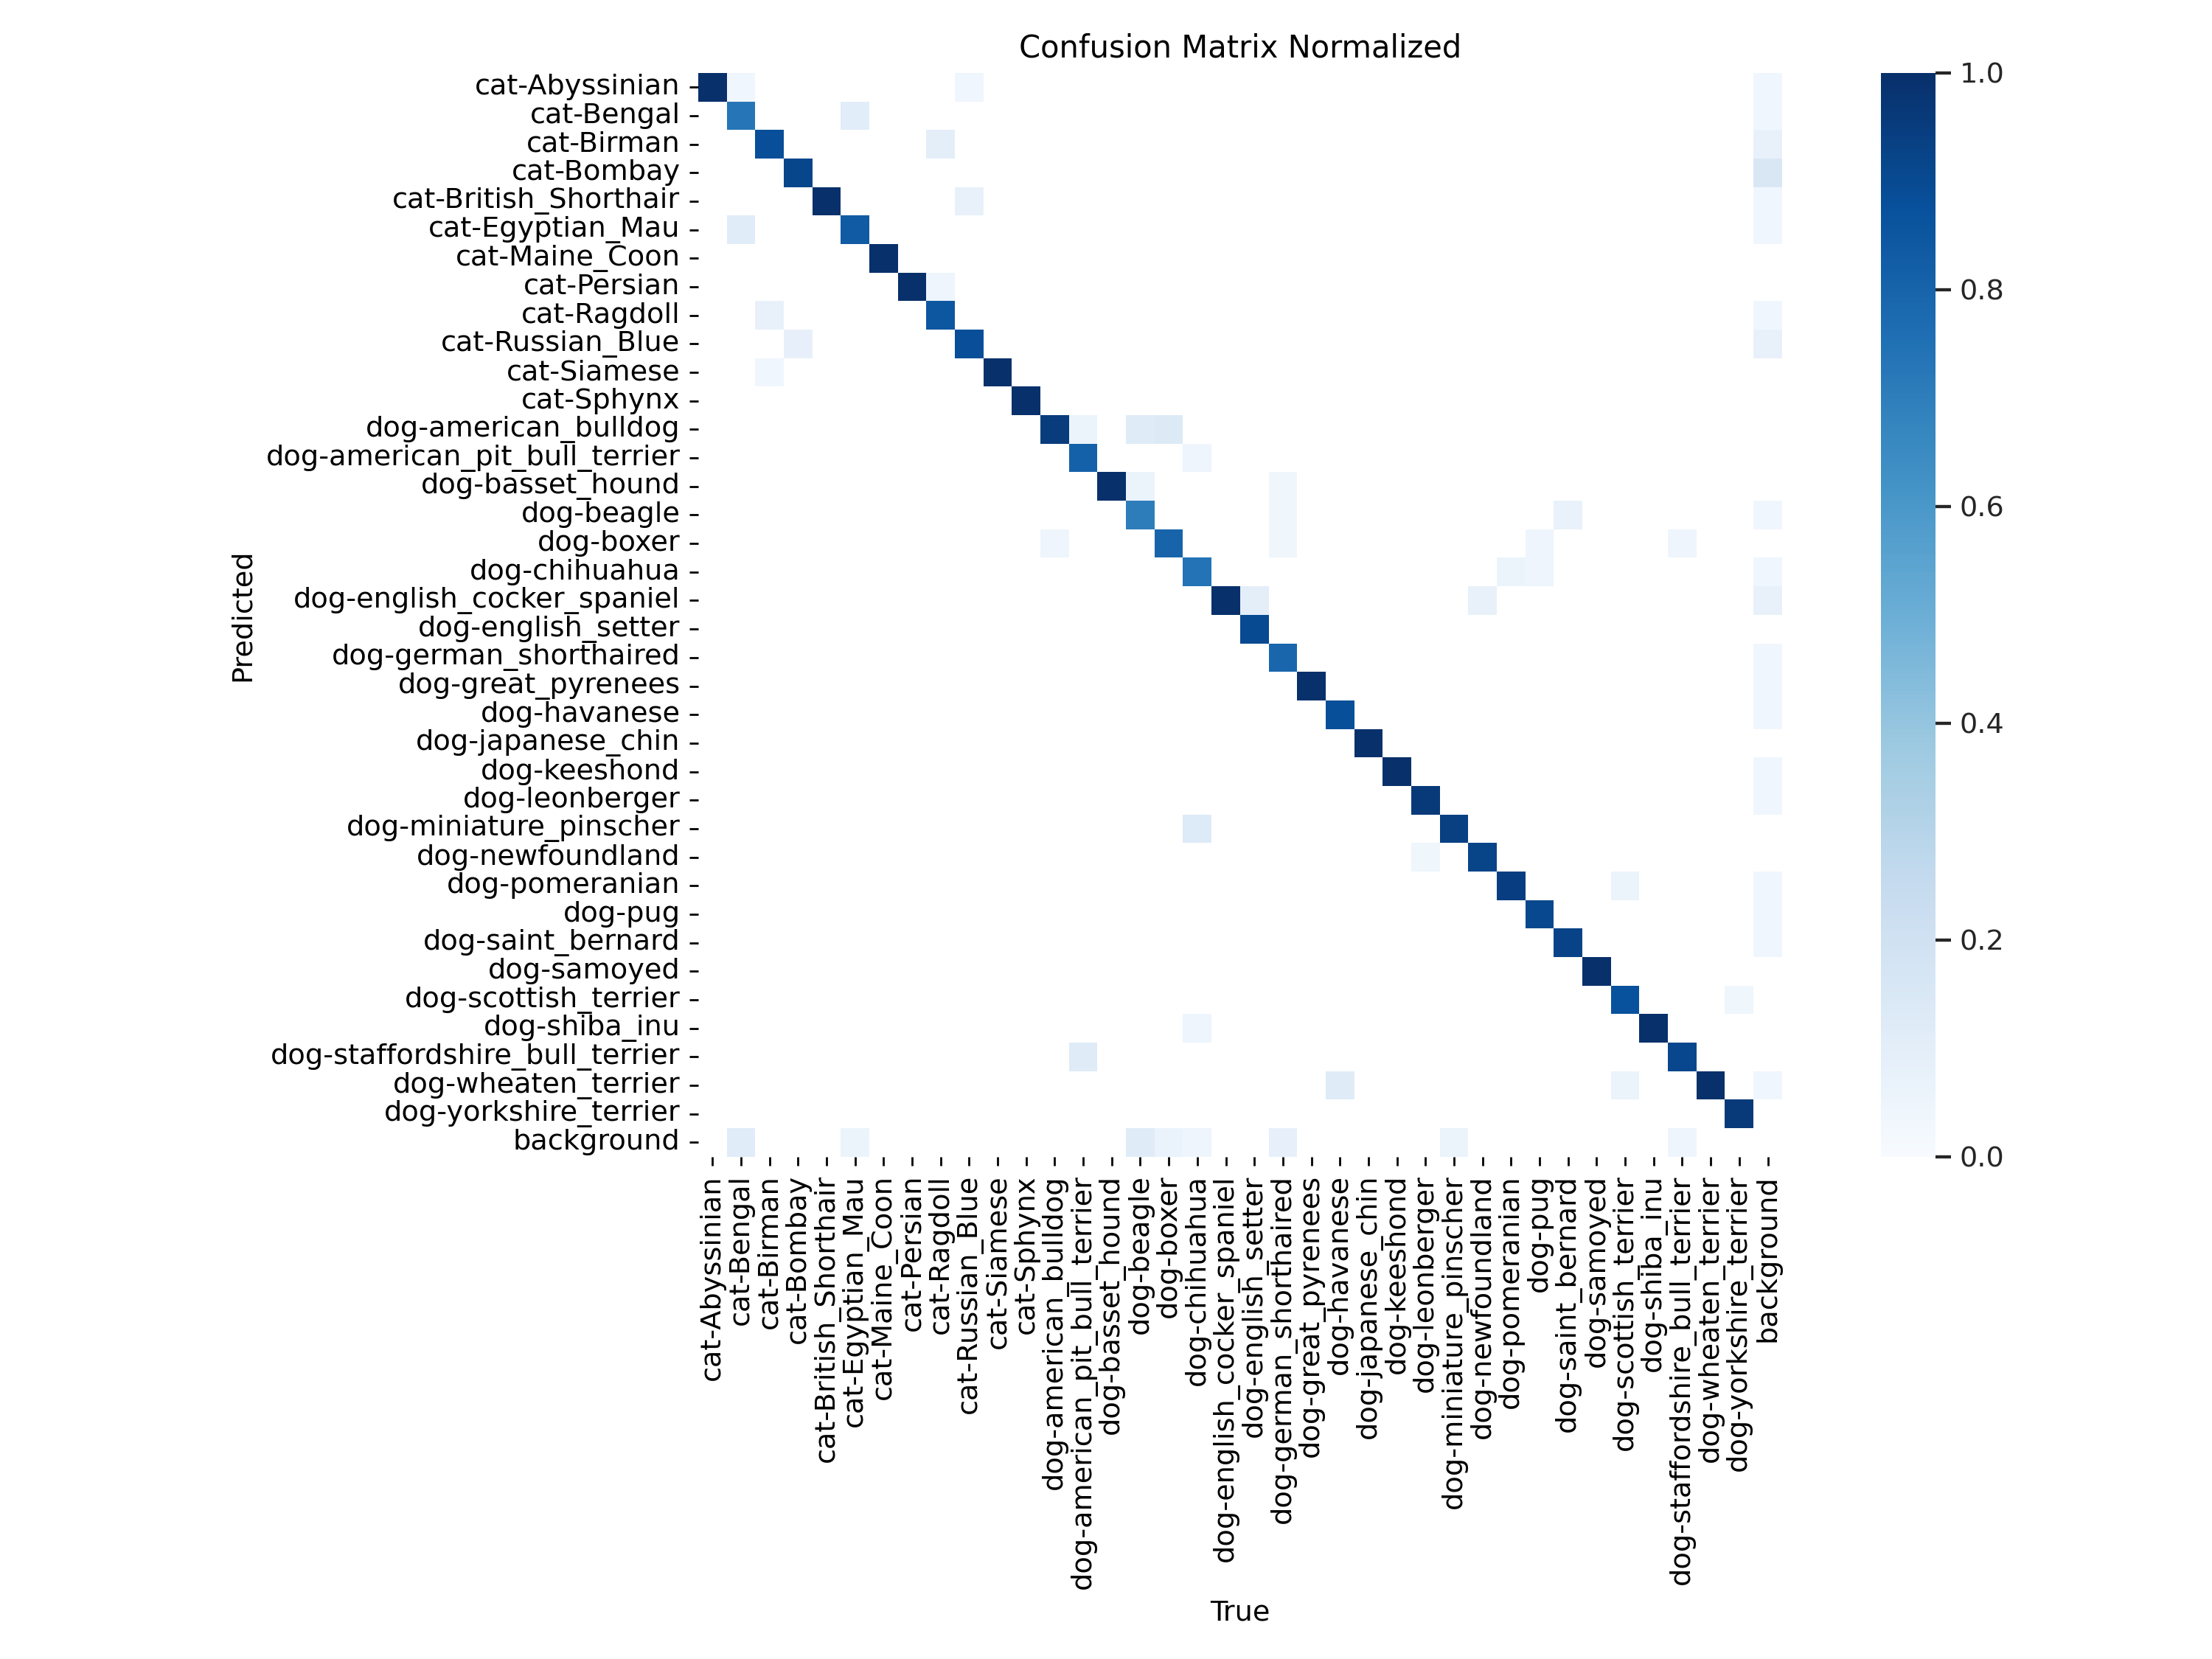 Confusion Matrix Normalized
cat-Abyssinian
cat-Bengal
cat-Birman
cat-Bombay
cat-British_Shorthair
cat-Egyptian_Mau
cat-Maine_Coon
cat-Persian
cat-Ragdoll
cat-Russian_Blue
cat-Siamese
cat-Sphynx
dog-american_bulldog
dog-american_pit_bull_terrier
dog-basset_hound
dog-beagle
dog-boxer
dog-chihuahua
dog-english_cocker_spaniel
dog-english_setter
dog-german_shorthaired
dog-great_pyrenees
dog-havanese
dog-japanese_chin
dog-keeshond
dog-leonberger
dog-miniature_pinscher
dog-newfoundland
dog-pomeranian
dog-pug
dog-saint_bernard
dog-samoyed
dog-scottish_terrier
dog-shiba_inu
dog-staffordshire_bull_terrier
dog-wheaten_terrier
dog-yorkshire_terrier
background
Predicted
cat-Abyssinian
cat-Bengal
cat-Birman
cat-Bombay
cat-British_Shorthair
cat-Egyptian_Mau
cat-Maine_Coon
cat-Persian
cat-Ragdoll
cat-Russian_Blue
cat-Siamese
cat-Sphynx
dog-american_bulldog
dog-american_pit_bull_terrier
dog-basset_hound
dog-beagle
dog-boxer
dog-chihuahua
dog-english_cocker_spaniel
dog-english_setter
dog-german_shorthaired
dog-great_pyrenees
dog-havanese
dog-japanese_chin
dog-keeshond
dog-leonberger
dog-miniature_pinscher
dog-newfoundland
dog-pomeranian
dog-pug
dog-saint_bernard
dog-samoyed
dog-scottish_terrier
dog-shiba_inu
dog-staffordshire_bull_terrier
dog-wheaten_terrier
dog-yorkshire_terrier
background
True
1.0
0.8
0.6
0.4
0.2
0.0